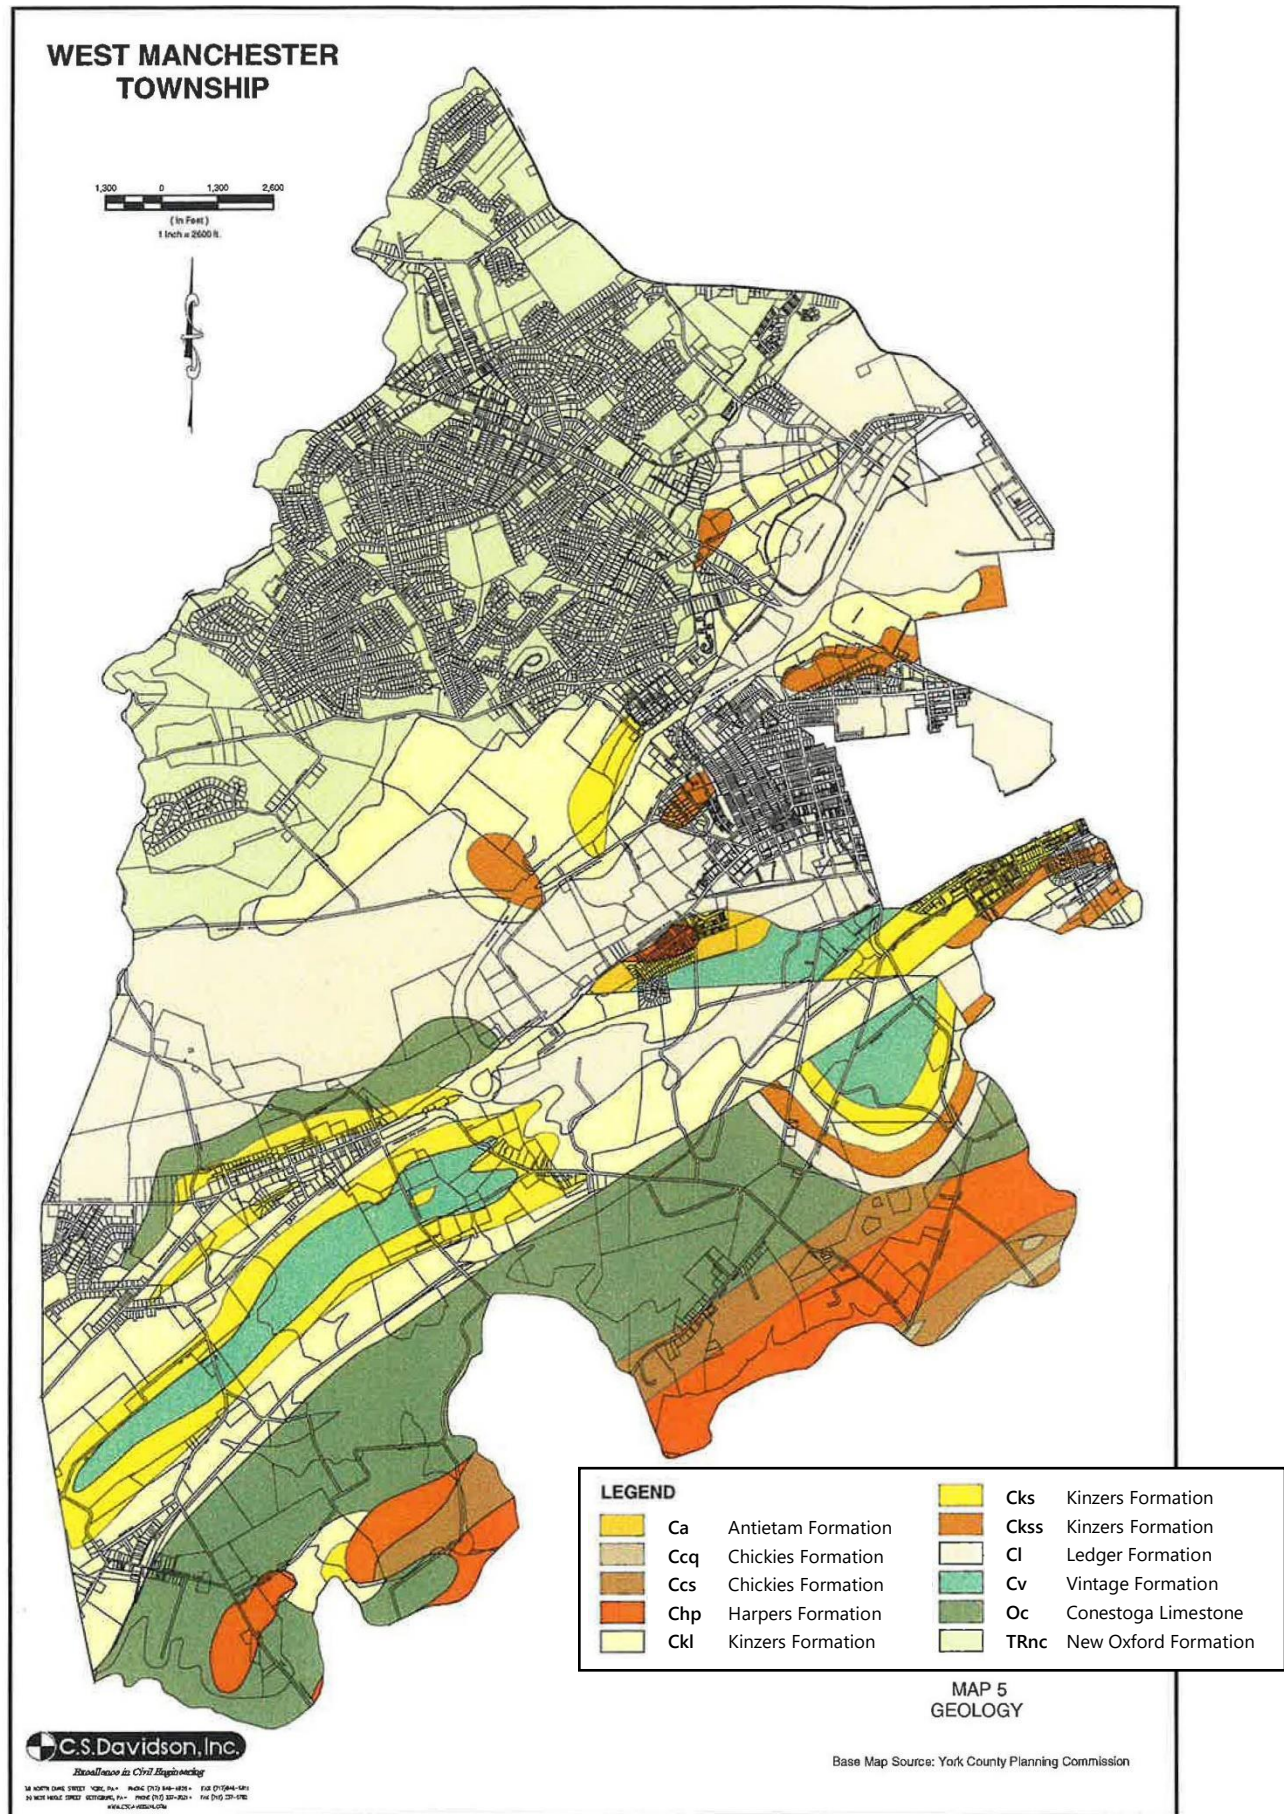 WEST MANCHESTER
TOWNSHIP
1,300 0 1,300 2,600
( In Feet )
1 Inch = 2600 ft.
LEGEND
Ca Antietam Formation
Ccq Chickies Formation
Ccs Chickies Formation
Chp Harpers Formation
Ckl Kinzers Formation
Cks Kinzers Formation
Ckss Kinzers Formation
Cl Ledger Formation
Cv Vintage Formation
Oc Conestoga Limestone
TRnc New Oxford Formation
MAP 5
GEOLOGY
C.S.Davidson, Inc.
Excellence in Civil Engineering
Base Map Source: York County Planning Commission